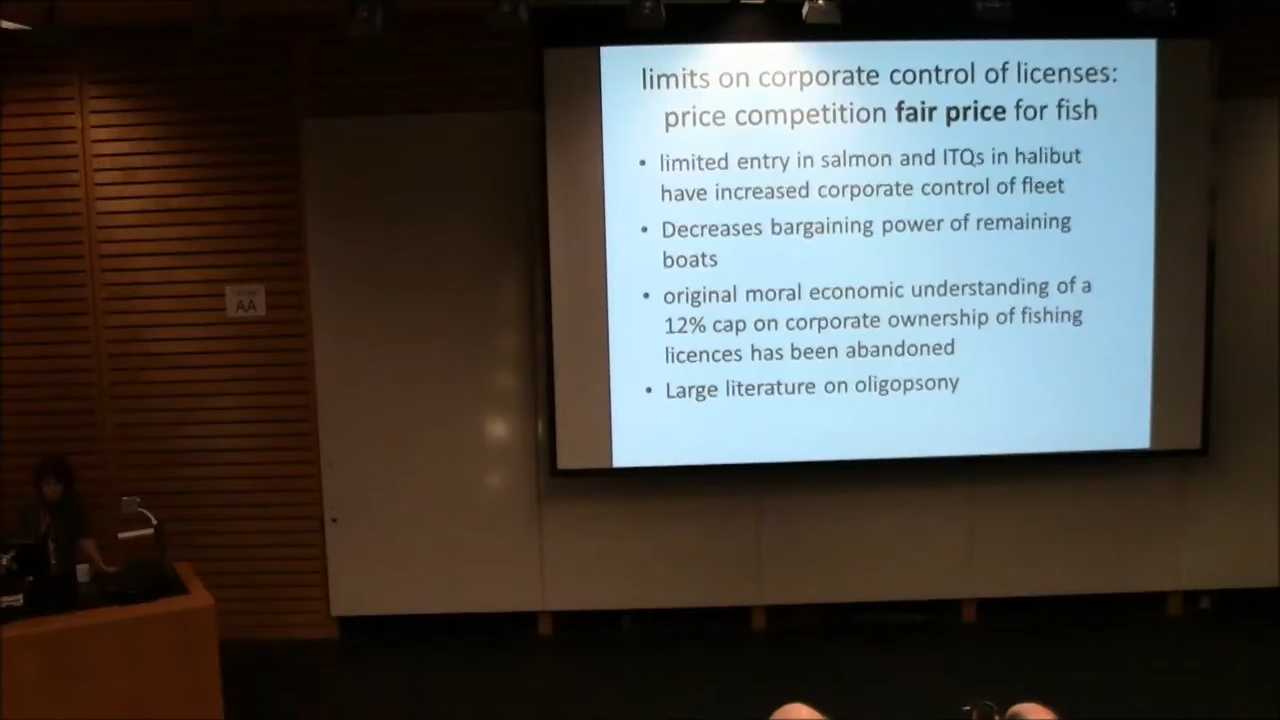 limits on corporate control of licenses:
price competition fair price for fish
• limited entry in salmon and ITQs in halibut
have increased corporate control of fleet
• Decreases bargaining power of remaining
boats
• original moral economic understanding of a
12% cap on corporate ownership of fishing
licences has been abandoned
• Large literature on oligopsony
AA